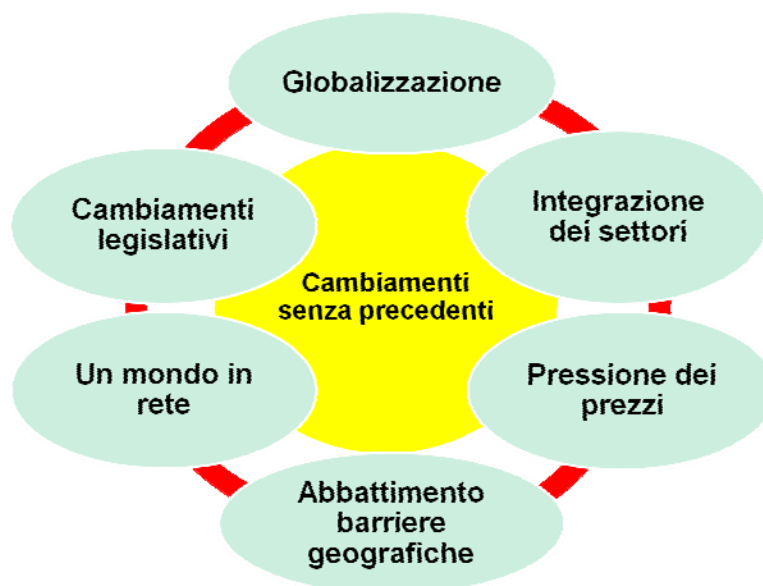 Globalizzazione
Cambiamenti
legislativi
Integrazione
dei settori
Cambiamenti
senza precedenti
Un mondo in
rete
Pressione dei
prezzi
Abbattimento
barriere
geografiche